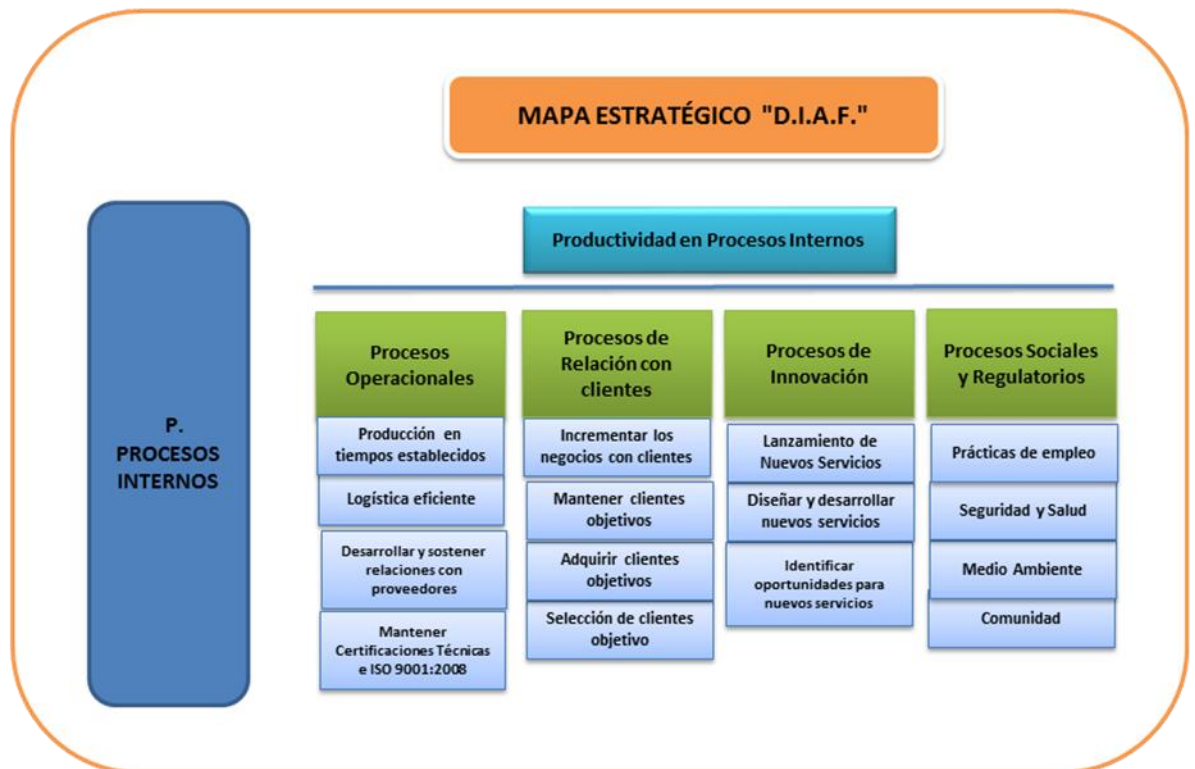 MAPA ESTRATÉGICO "D.I.A.F."
P.
PROCESOS
INTERNOS
Productividad en Procesos Internos
Procesos
Operacionales
Producción en
tiempos establecidos
Logística eficiente
Desarrollar y sostener
relaciones con
proveedores
Mantener
Certificaciones Técnicas
e ISO 9001:2008
Procesos de
Relación con
clientes
Incrementar los
negocios con clientes
Mantener clientes
objetivos
Adquirir clientes
objetivos
Selección de clientes
objetivo
Procesos de
Innovación
Lanzamiento de
Nuevos Servicios
Diseñar y desarrollar
nuevos servicios
Identificar
oportunidades para
nuevos servicios
Procesos Sociales
y Regulatorios
Prácticas de empleo
Seguridad y Salud
Medio Ambiente
Comunidad